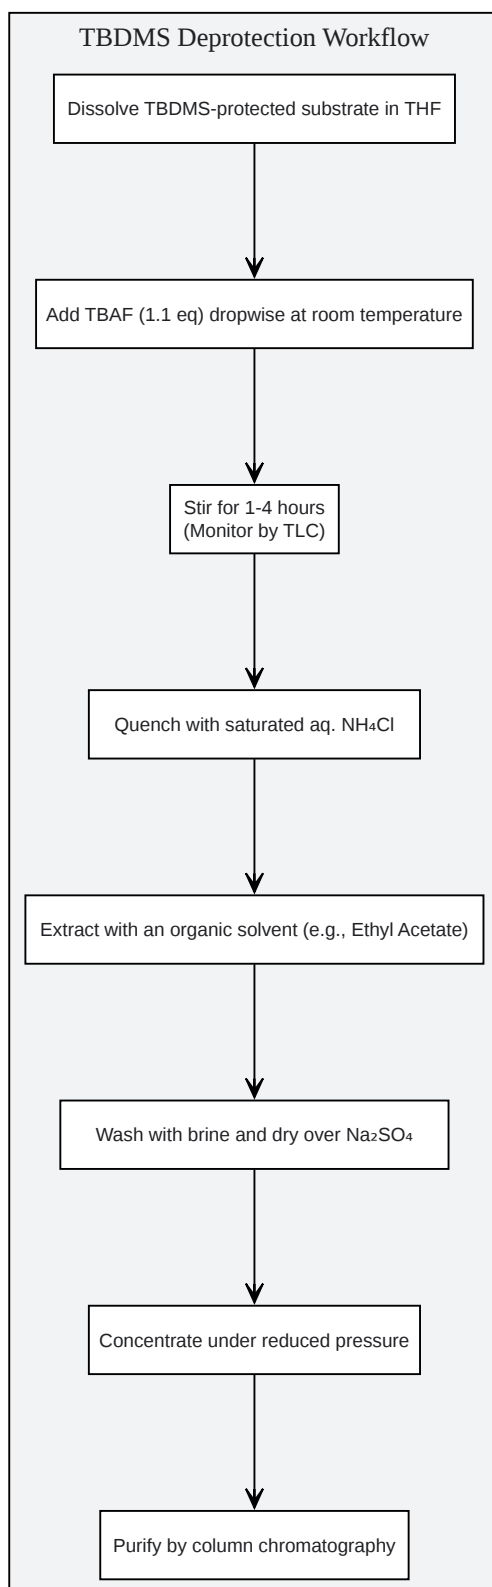 TBDMS Deprotection Workflow
Dissolve TBDMS-protected substrate in THF
Add TBAF (1.1 eq) dropwise at room temperature
Stir for 1-4 hours
(Monitor by TLC)
Quench with saturated aq. NH₄Cl
Extract with an organic solvent (e.g., Ethyl Acetate)
Wash with brine and dry over Na₂SO₄
Concentrate under reduced pressure
Purify by column chromatography